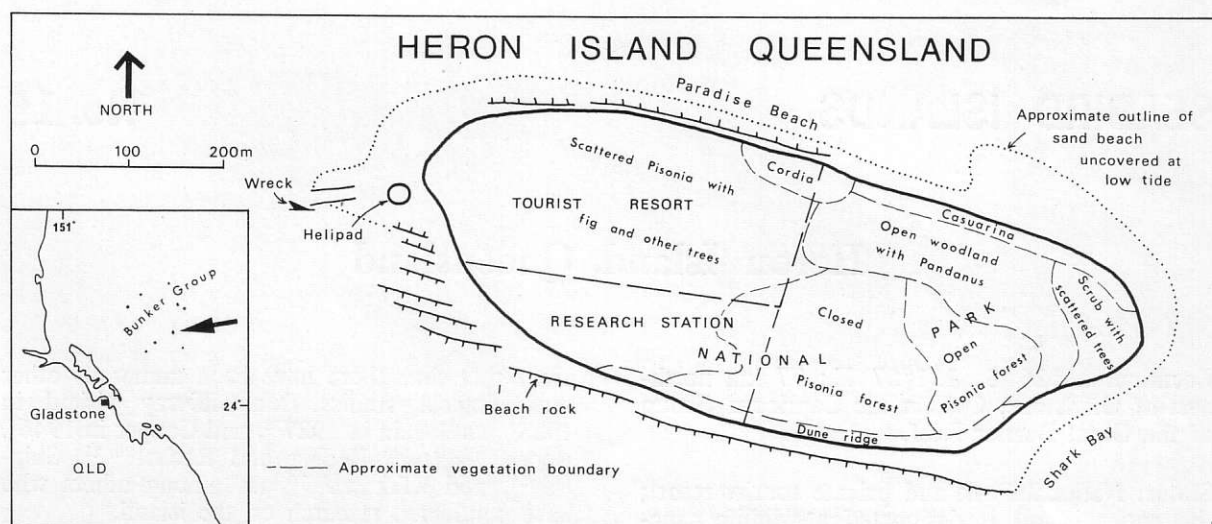 HERON ISLAND QUEENSLAND
NORTH
0 100 200m
Paradise Beach
Approximate outline of
sand beach
uncovered at
low tide
Wreck
Helipad
Scattered Pisonia with
fig and other trees
TOURIST RESORT
Cordia
Casuarina
Open woodland
with Pandanus
Scrub with
scattered trees
RESEARCH STATION
NATIONAL PARK
Closed
Pisonia forest
Open
Pisonia forest
Beach rock
Dune ridge
Shark Bay
Approximate vegetation boundary
151°
Bunker Group
Gladstone
24°
QLD